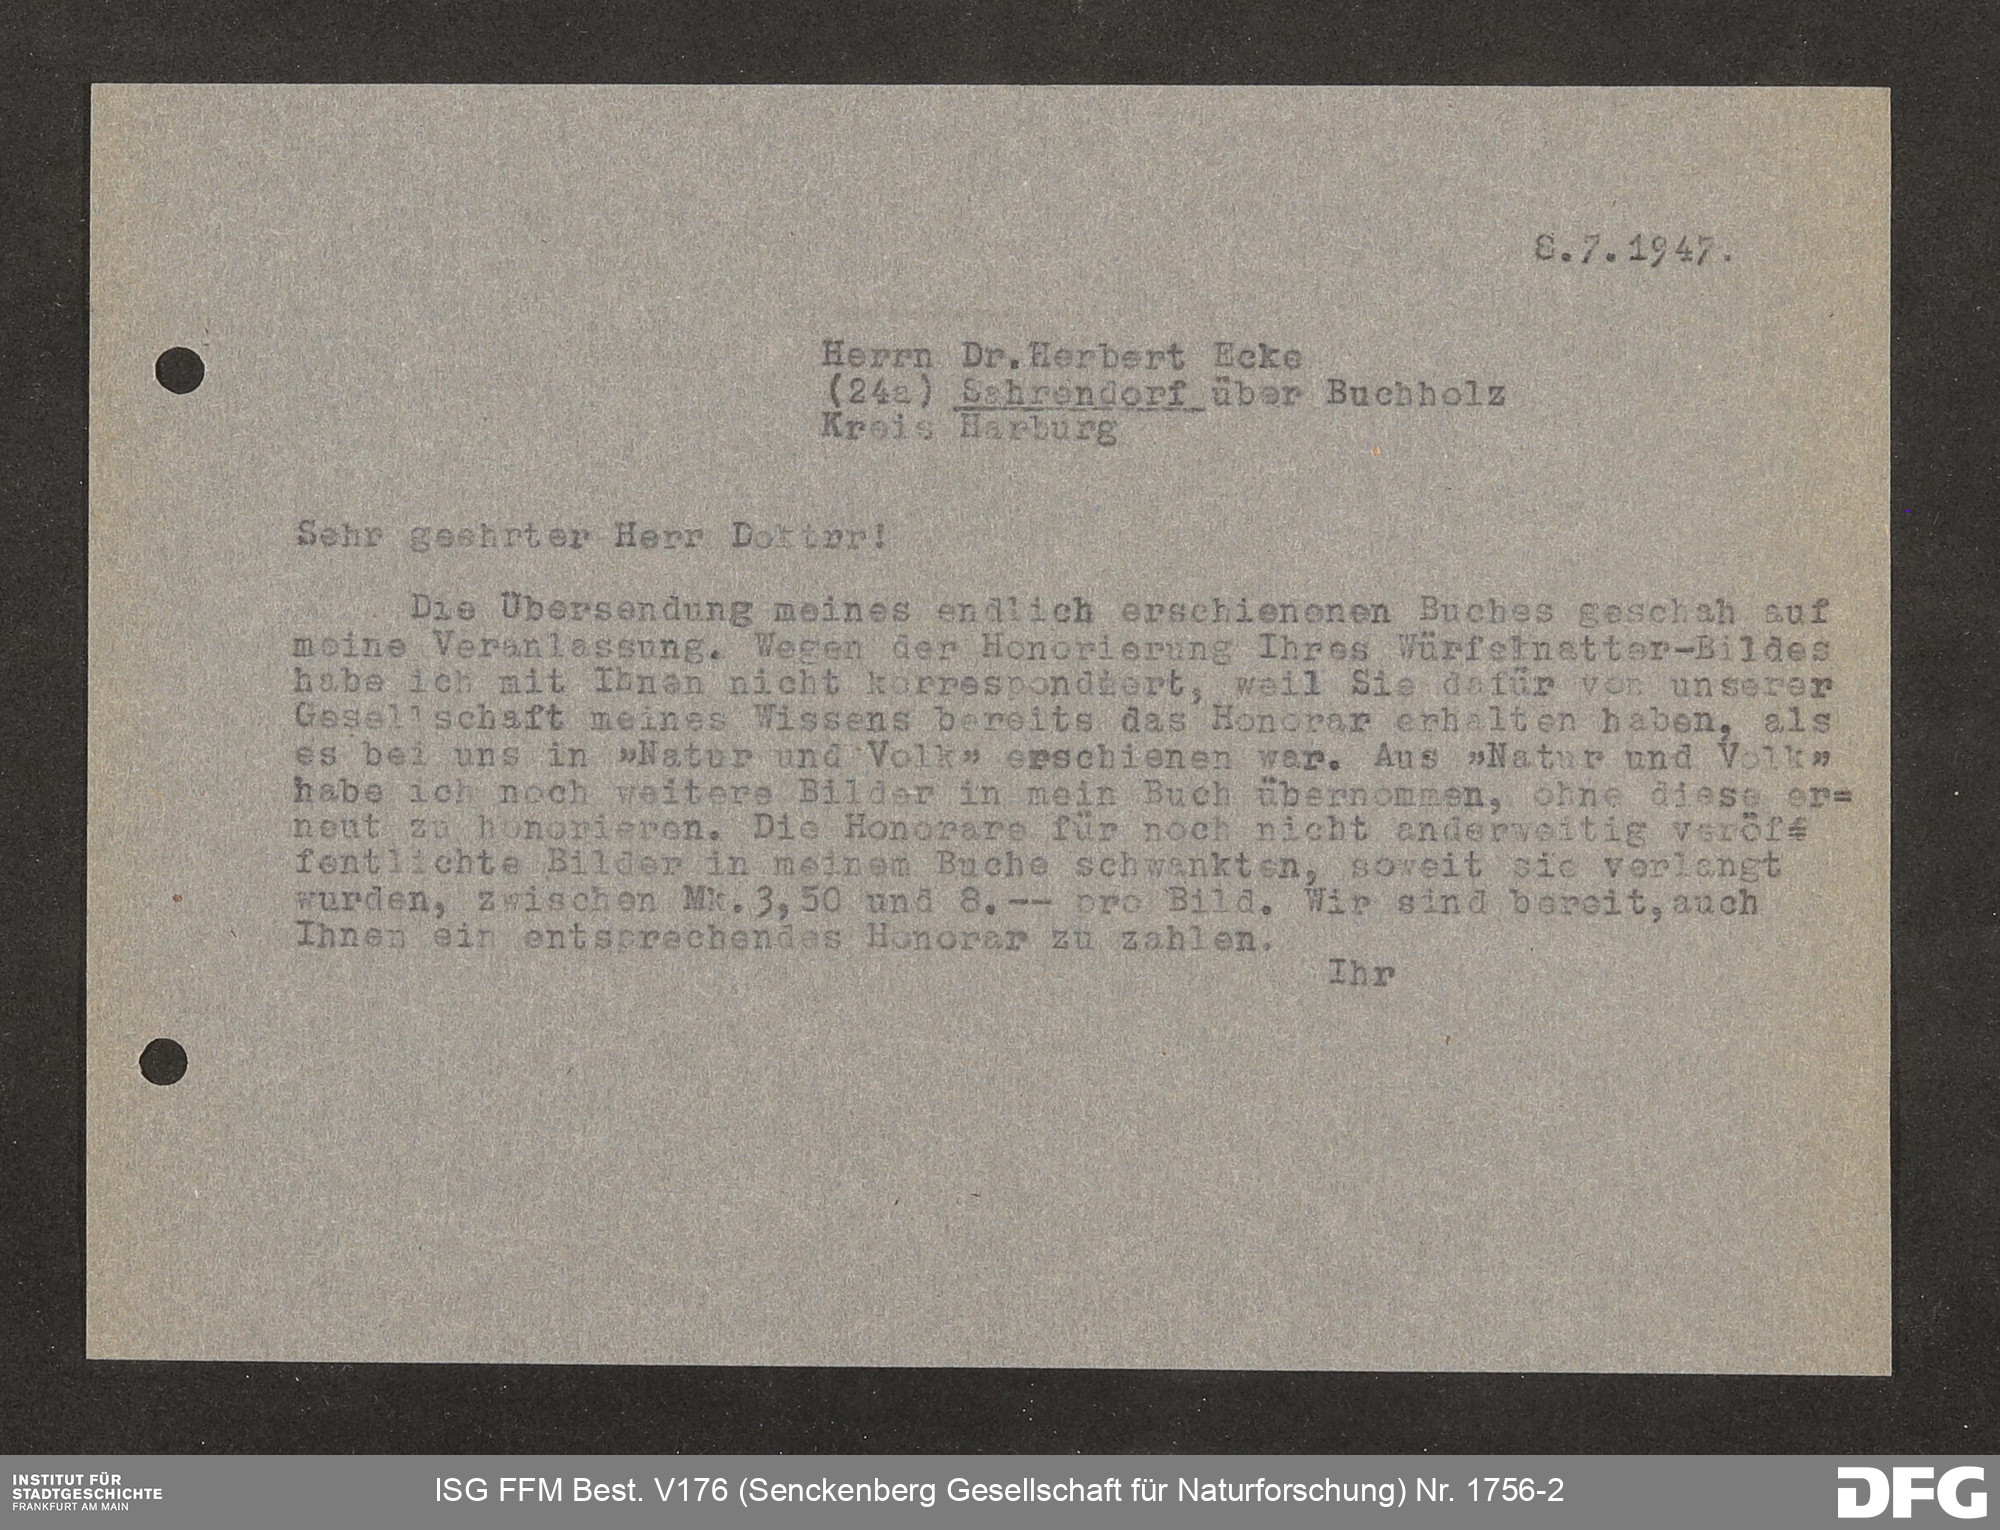 8.7.1947.
Herrn Dr.Herbert Ecke
(24a) Sahrendorf über Buchholz
Kreis Harburg
Sehr geehrter Herr Doktrr!
Die Übersendung meines endlich erschienenen Buches geschah auf
meine Veranlassung. Wegen der Honorierung Ihres Würfelnatter-Bildes
habe ich mit Ihnen nicht korrespondiert, weil Sie dafür von unserer
Gesellschaft meines Wissens bereits das Honorar erhalten haben, als
es bei uns in »Natur und Volk» erschienen war. Aus »Natur und Volk»
habe ich noch weitere Bilder in mein Buch übernommen, ohne diese er=
neut zu honorieren. Die Honorare für noch nicht anderweitig veröf=
fentlichte Bilder in meinem Buche schwankten, soweit sie verlangt
wurden, zwischen Mk.3,50 und 8.-- pro Bild. Wir sind bereit,auch
Ihnen ein entsprechendes Honorar zu zahlen.
Ihr
INSTITUT FÜR
STADTGESCHICHTE
FRANKFURT AM MAIN
ISG FFM Best. V176 (Senckenberg Gesellschaft für Naturforschung) Nr. 1756-2
DFG